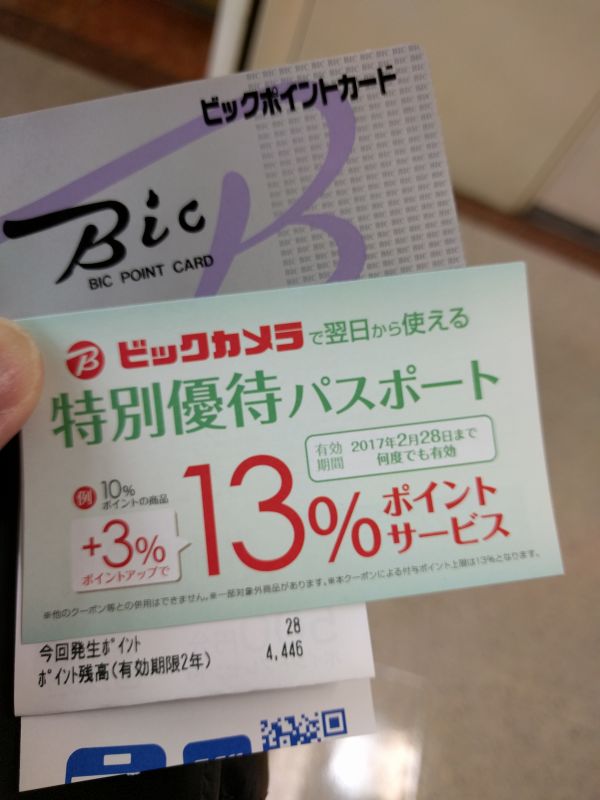 ビックポイントカード
Bic
BIC POINT CARD
ビックカメラで翌日から使える
特別優待パスポート
有効期間 2017年2月28日まで
何度でも有効
例 10%
ポイントの商品
+3%
ポイントアップで
13%
ポイント
サービス
※他のクーポン等との併用はできません。※一部対象外商品があります。※本クーポンによる付与ポイント上限は13%となります。
今回発生ポイント 28
ポイント残高(有効期限2年) 4,446